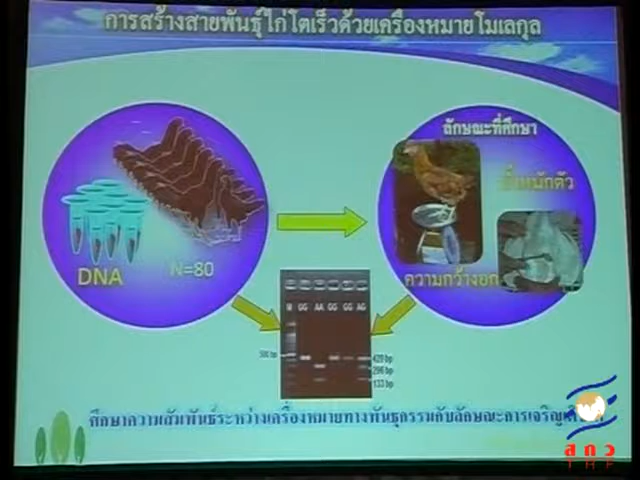 การสร้างสายพันธุ์ไก่โตเร็วด้วยเครื่องหมายโมเลกุล
ลักษณะที่ศึกษา
น้ำหนักตัว
DNA
N=80
ความกว้างอก
M GG AA GG GG AG
500 bp
429 bp
296 bp
133 bp
ศึกษาความสัมพันธ์ระหว่างเครื่องหมายทางพันธุกรรมกับลักษณะการเจริญ
สกว
TRF